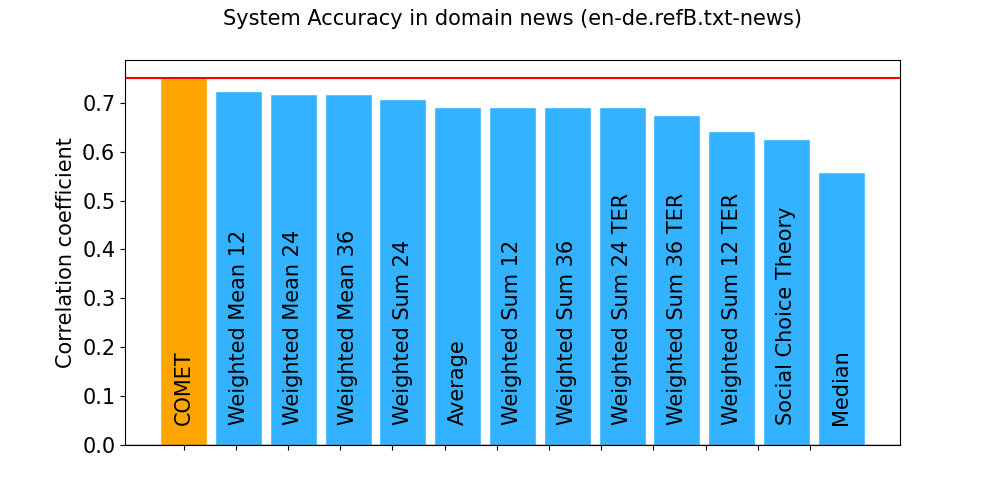 System Accuracy in domain news (en-de.refB.txt-news)
Correlation coefficient
0.7
0.6
0.5
0.4
0.3
0.2
0.1
0.0
COMET
Weighted Mean 12
Weighted Mean 24
Weighted Mean 36
Weighted Sum 24
Average
Weighted Sum 12
Weighted Sum 36
Weighted Sum 24 TER
Weighted Sum 36 TER
Weighted Sum 12 TER
Social Choice Theory
Median